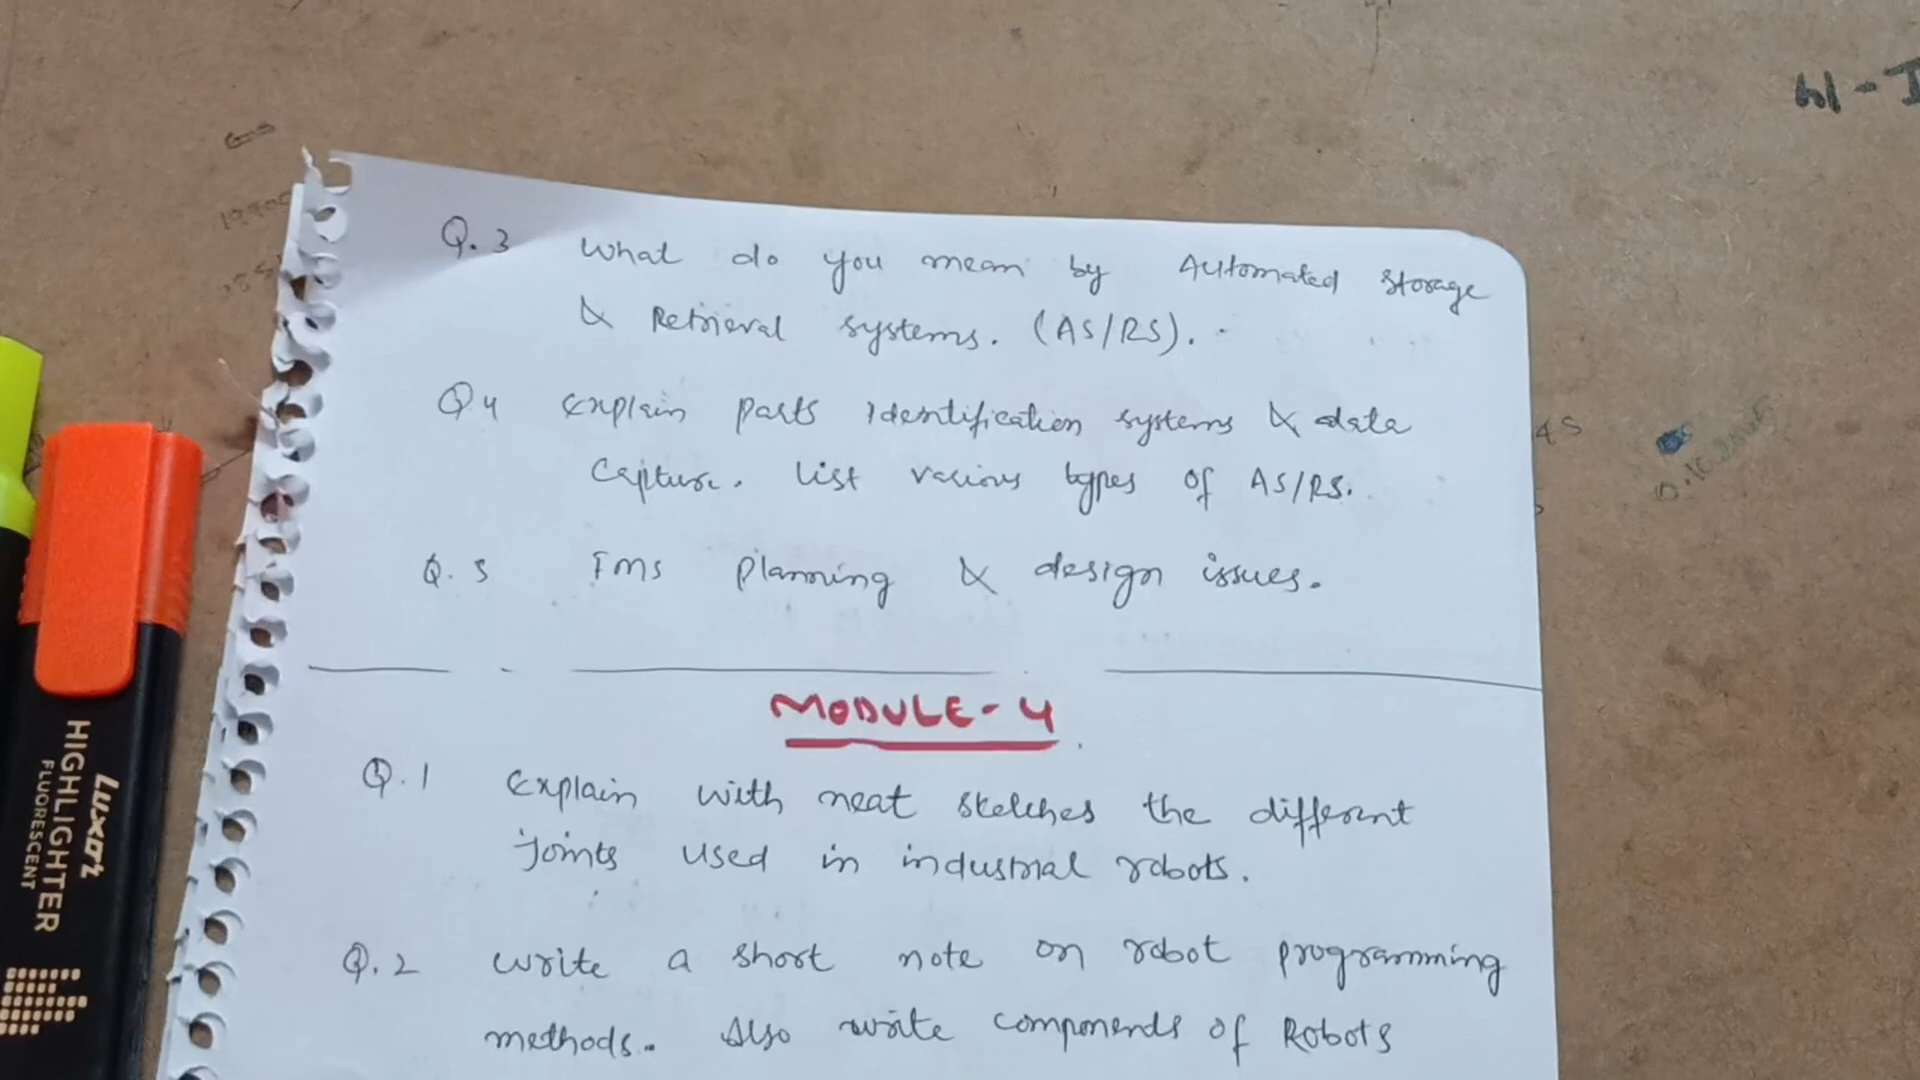 Q.3 What do you mean by Automated Storage
& Retrieval systems. (AS/RS).
Q4 Explain parts Identification systems & data
Capture. List various types of AS/RS.
Q.5 FMS planning & design issues.
MODULE-4
Q.1 Explain with neat sketches the different
joints used in industrial robots.
Q.2 Write a short note on robot programming
methods. Also write components of Robots
Luxor
HIGHLIGHTER
FLUORESCENT